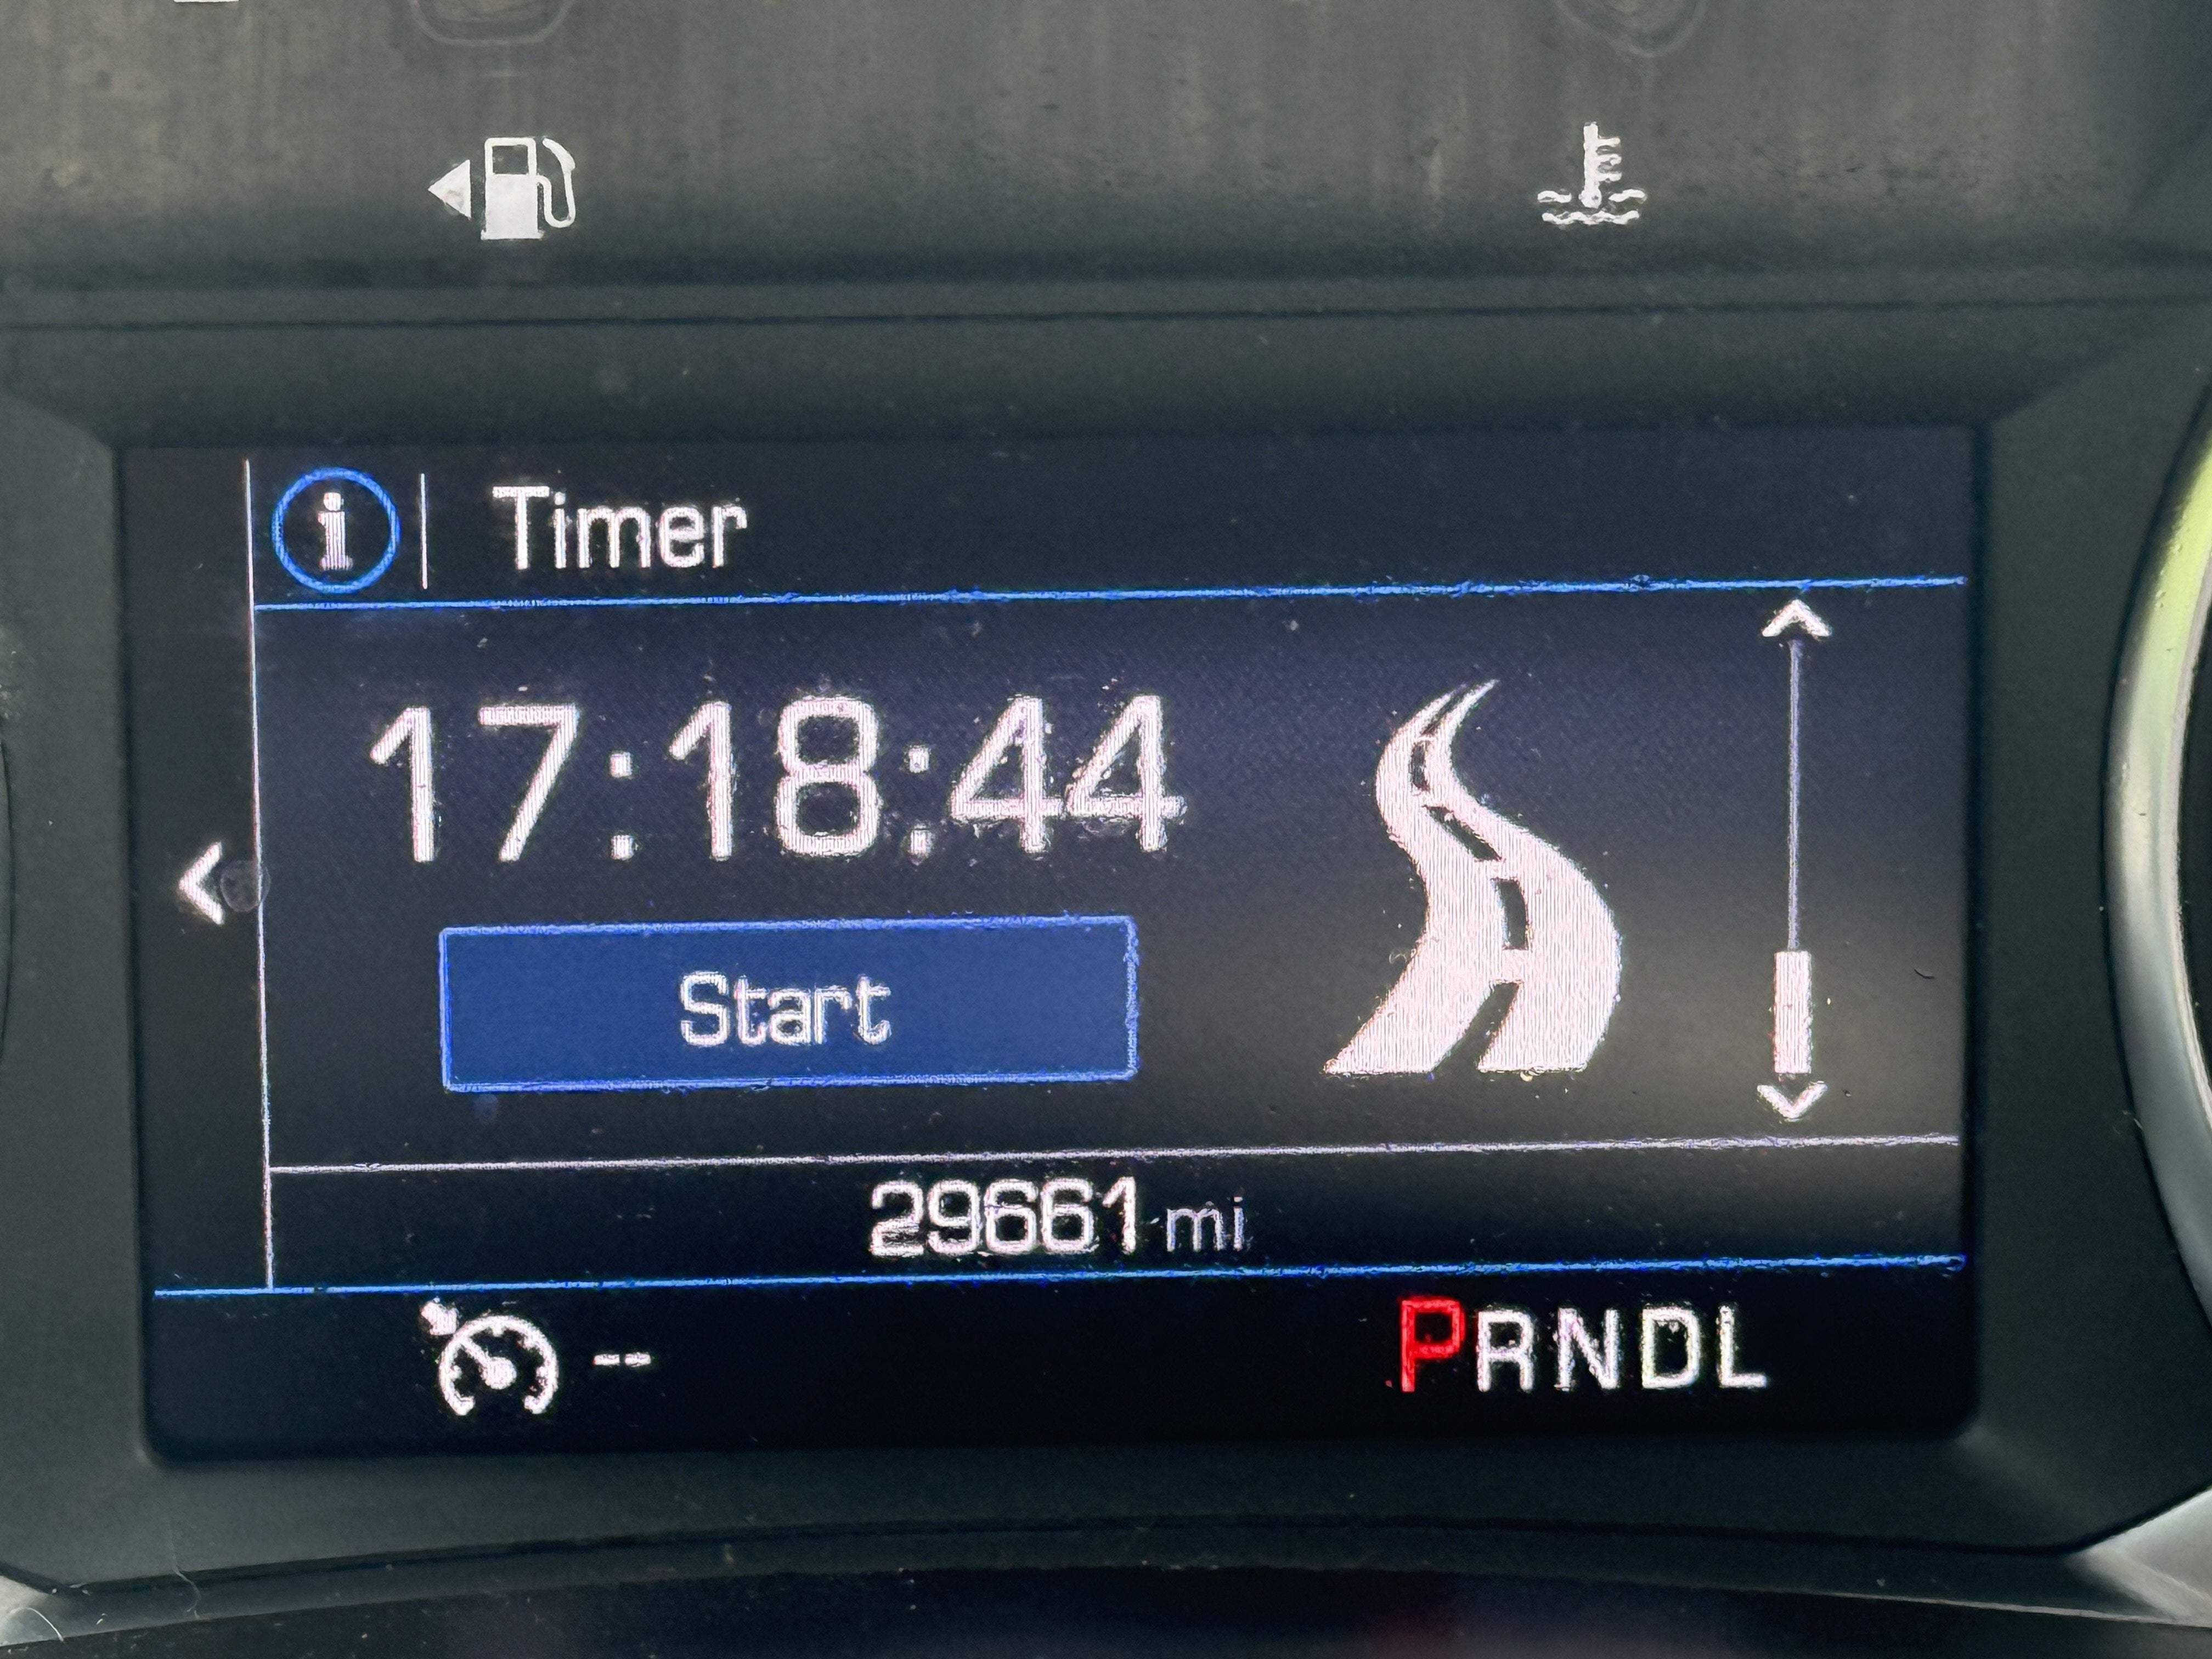 Timer
17:18:44
Start
29661 mi
-- PRNDL